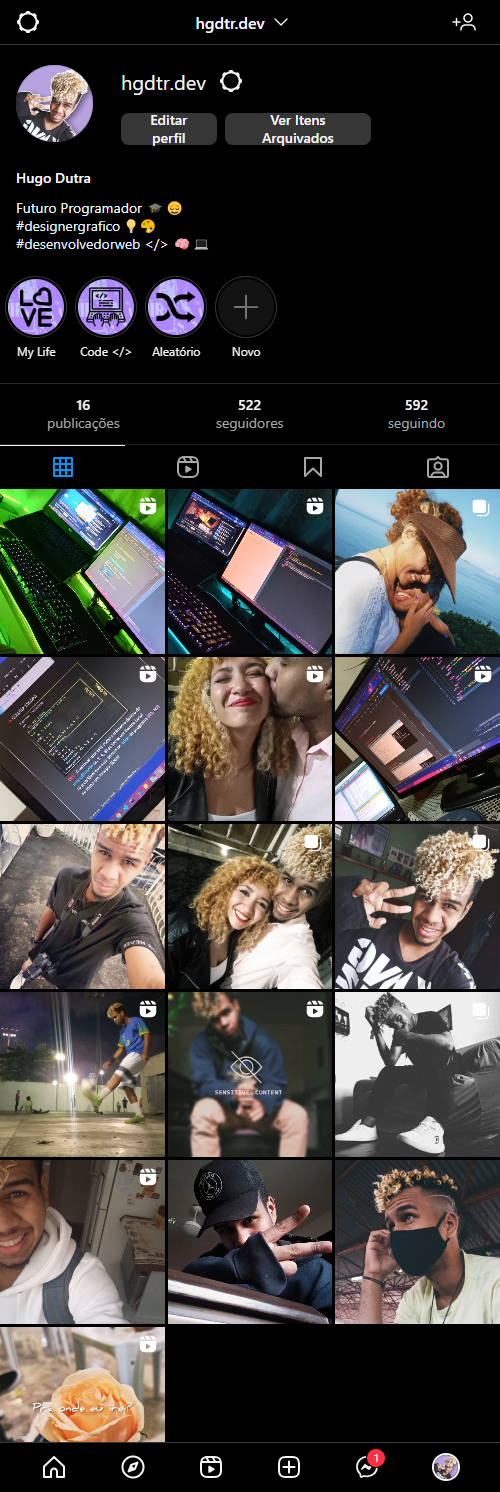 hgdtr.dev
hgdtr.dev
Editar
perfil
Ver Itens
Arquivados
Hugo Dutra
Futuro Programador 🎓 😔
#designergrafico 💡🎨
#desenvolvedorweb </> 🧠 💻
LOVE
</>
My Life
Code </>
Aleatório
Novo
16
publicações
522
seguidores
592
seguindo
SENSITIVE CONTENT
Pra onde eu irei?
1